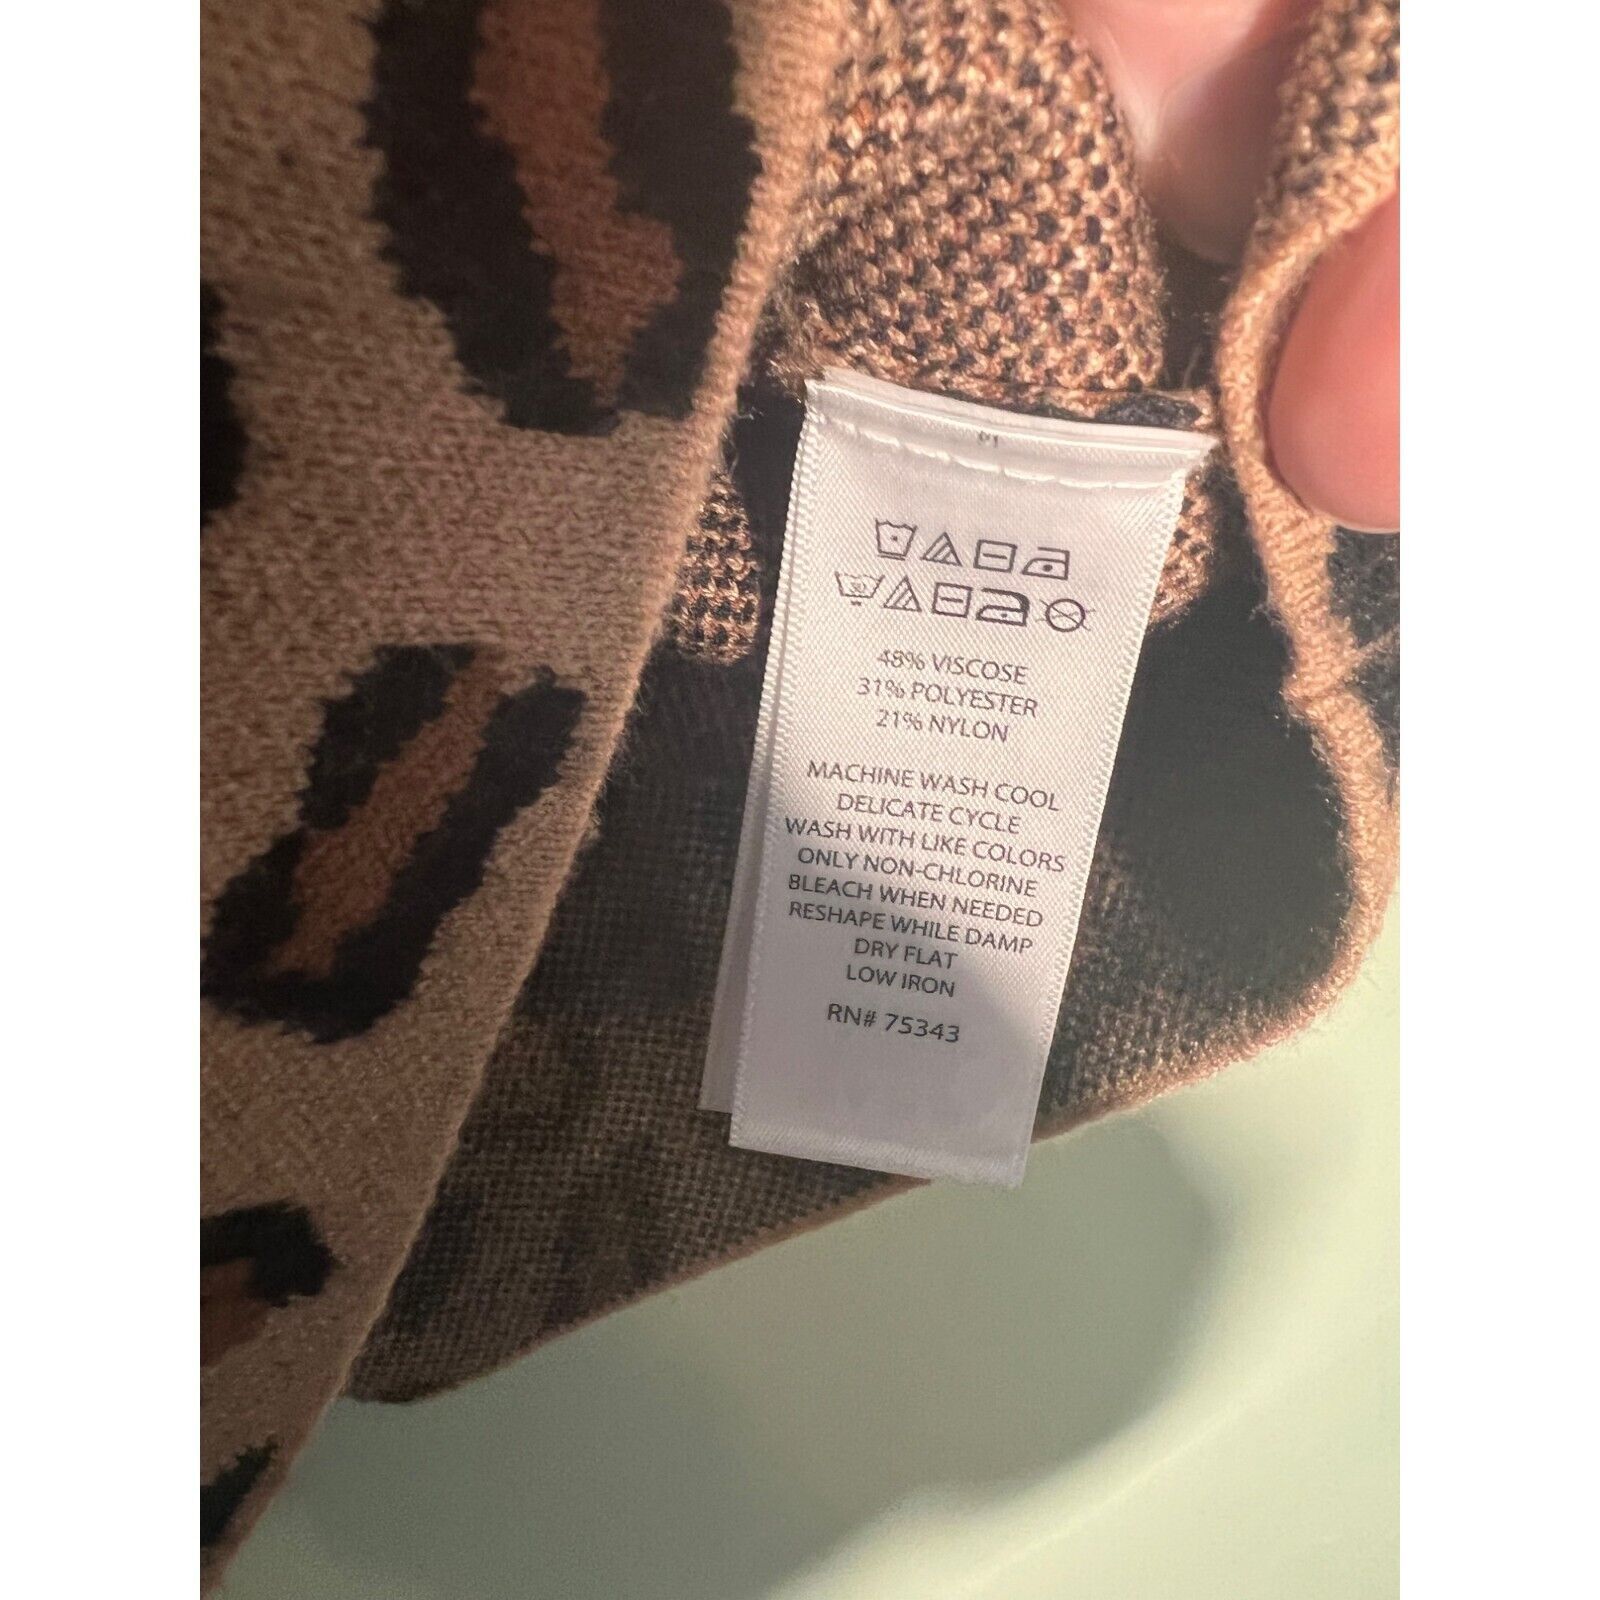 48% VISCOSE
31% POLYESTER
21% NYLON
MACHINE WASH COOL
DELICATE CYCLE
WASH WITH LIKE COLORS
ONLY NON-CHLORINE
BLEACH WHEN NEEDED
RESHAPE WHILE DAMP
DRY FLAT
LOW IRON
RN# 75343